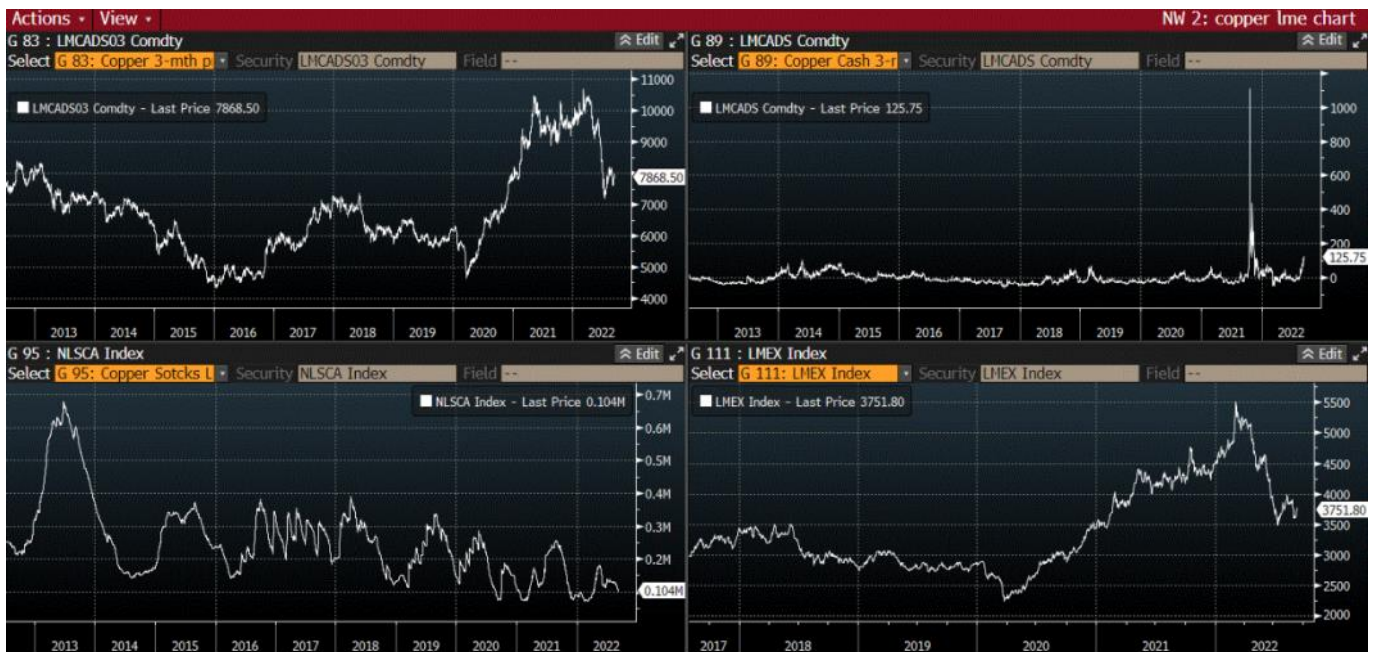 Actions View
NW 2: copper lme chart
G 83 : LMCADS03 Comdty Edit
Select G 83: Copper 3-mth p Security LMCADS03 Comdty Field --
LMCADS03 Comdty - Last Price 7868.50
11000
10000
9000
7868.50
7000
6000
5000
4000
2013 2014 2015 2016 2017 2018 2019 2020 2021 2022
G 89 : LMCADS Comdty Edit
Select G 89: Copper Cash 3-r Security LMCADS Comdty Field --
LMCADS Comdty - Last Price 125.75
1000
800
600
400
200
125.75
0
2013 2014 2015 2016 2017 2018 2019 2020 2021 2022
G 95 : NLSCA Index Edit
Select G 95: Copper Sotcks L Security NLSCA Index Field --
NLSCA Index - Last Price 0.104M
0.7M
0.6M
0.5M
0.4M
0.3M
0.2M
0.104M
2013 2014 2015 2016 2017 2018 2019 2020 2021 2022
G 111 : LMEX Index Edit
Select G 111: LMEX Index Security LMEX Index Field --
LMEX Index - Last Price 3751.80
5500
5000
4500
4000
3751.80
3500
3000
2500
2000
2017 2018 2019 2020 2021 2022